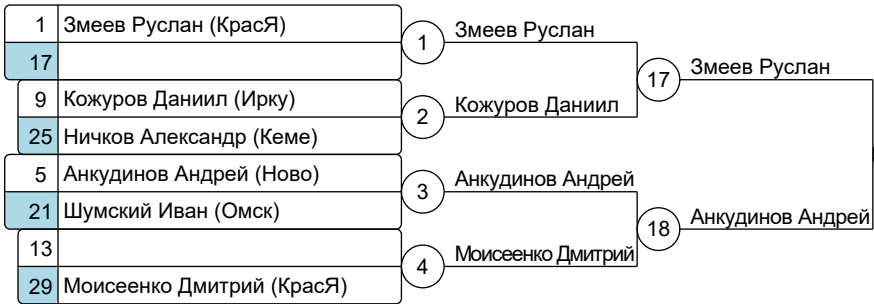 1 Змеев Руслан (КрасЯ)
17
9 Кожуров Даниил (Ирку)
25 Ничков Александр (Кеме)
5 Анкудинов Андрей (Ново)
21 Шумский Иван (Омск)
13
29 Моисеенко Дмитрий (КрасЯ)
1 Змеев Руслан
2 Кожуров Даниил
3 Анкудинов Андрей
4 Моисеенко Дмитрий
17 Змеев Руслан
18 Анкудинов Андрей